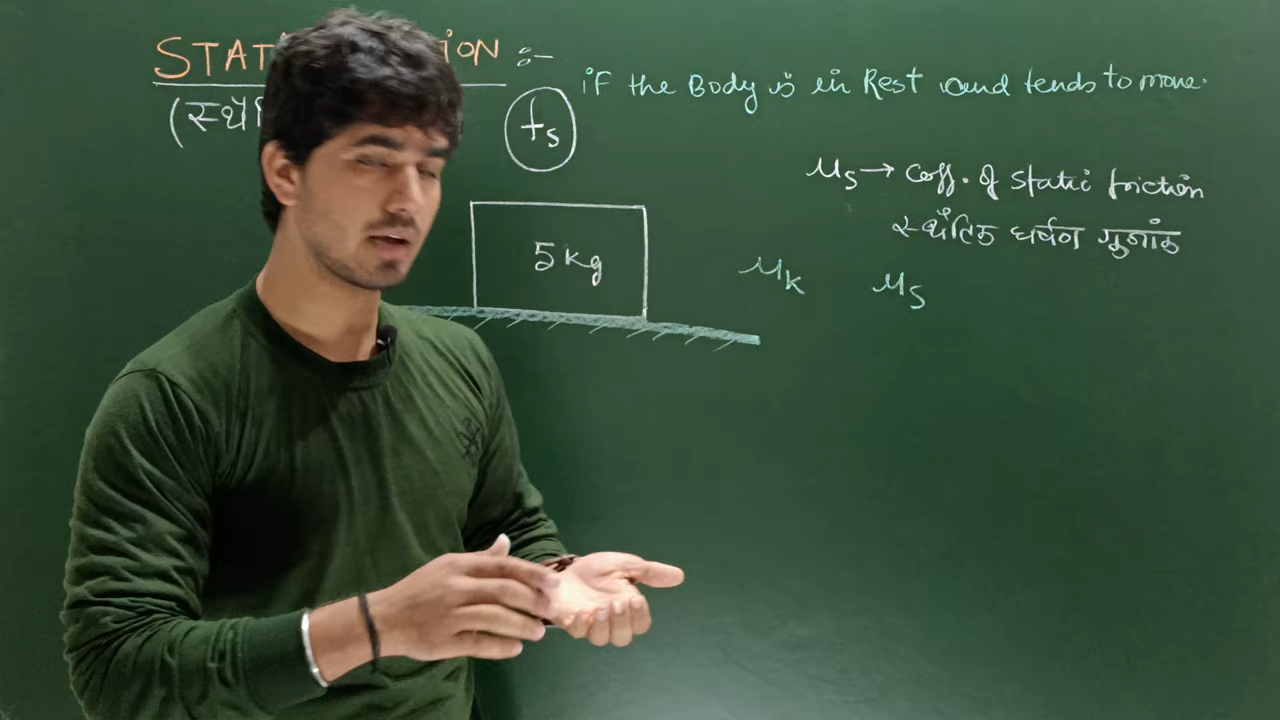 STAT ION :-
(स्थै
fs
if the Body is in Rest and tends to move.
μs → Coff. of static friction
स्थैतिक घर्षण गुणांक
5 kg
μk μs